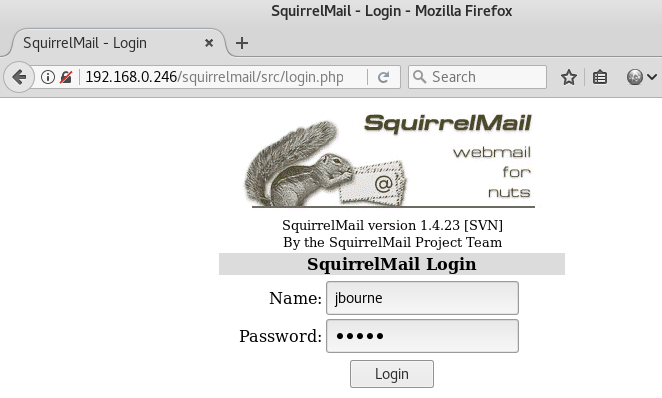 SquirrelMail - Login - Mozilla Firefox
SquirrelMail - Login
192.168.0.246/squirrelmail/src/login.php Search
SquirrelMail
webmail
for
nuts
@
SquirrelMail version 1.4.23 [SVN]
By the SquirrelMail Project Team
SquirrelMail Login
Name: jbourne
Password: •••••
Login